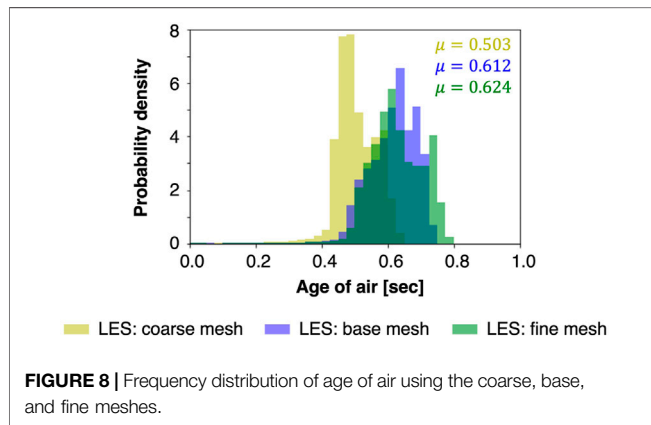 8
6
4
2
0
Probability density
μ = 0.503
μ = 0.612
μ = 0.624
0.0 0.2 0.4 0.6 0.8 1.0
Age of air [sec]
LES: coarse mesh LES: base mesh LES: fine mesh
FIGURE 8 | Frequency distribution of age of air using the coarse, base,
and fine meshes.